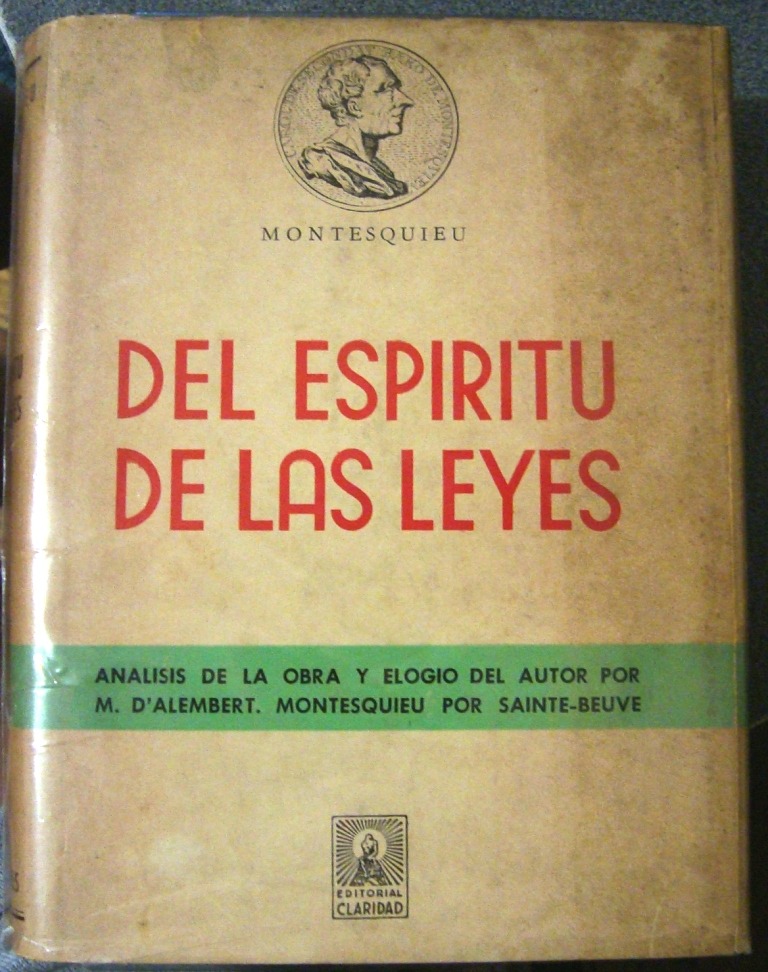 MONTESQUIEU
DEL ESPIRITU
DE LAS LEYES
ANALISIS DE LA OBRA Y ELOGIO DEL AUTOR POR
M. D'ALEMBERT. MONTESQUIEU POR SAINTE-BEUVE
EDITORIAL
CLARIDAD